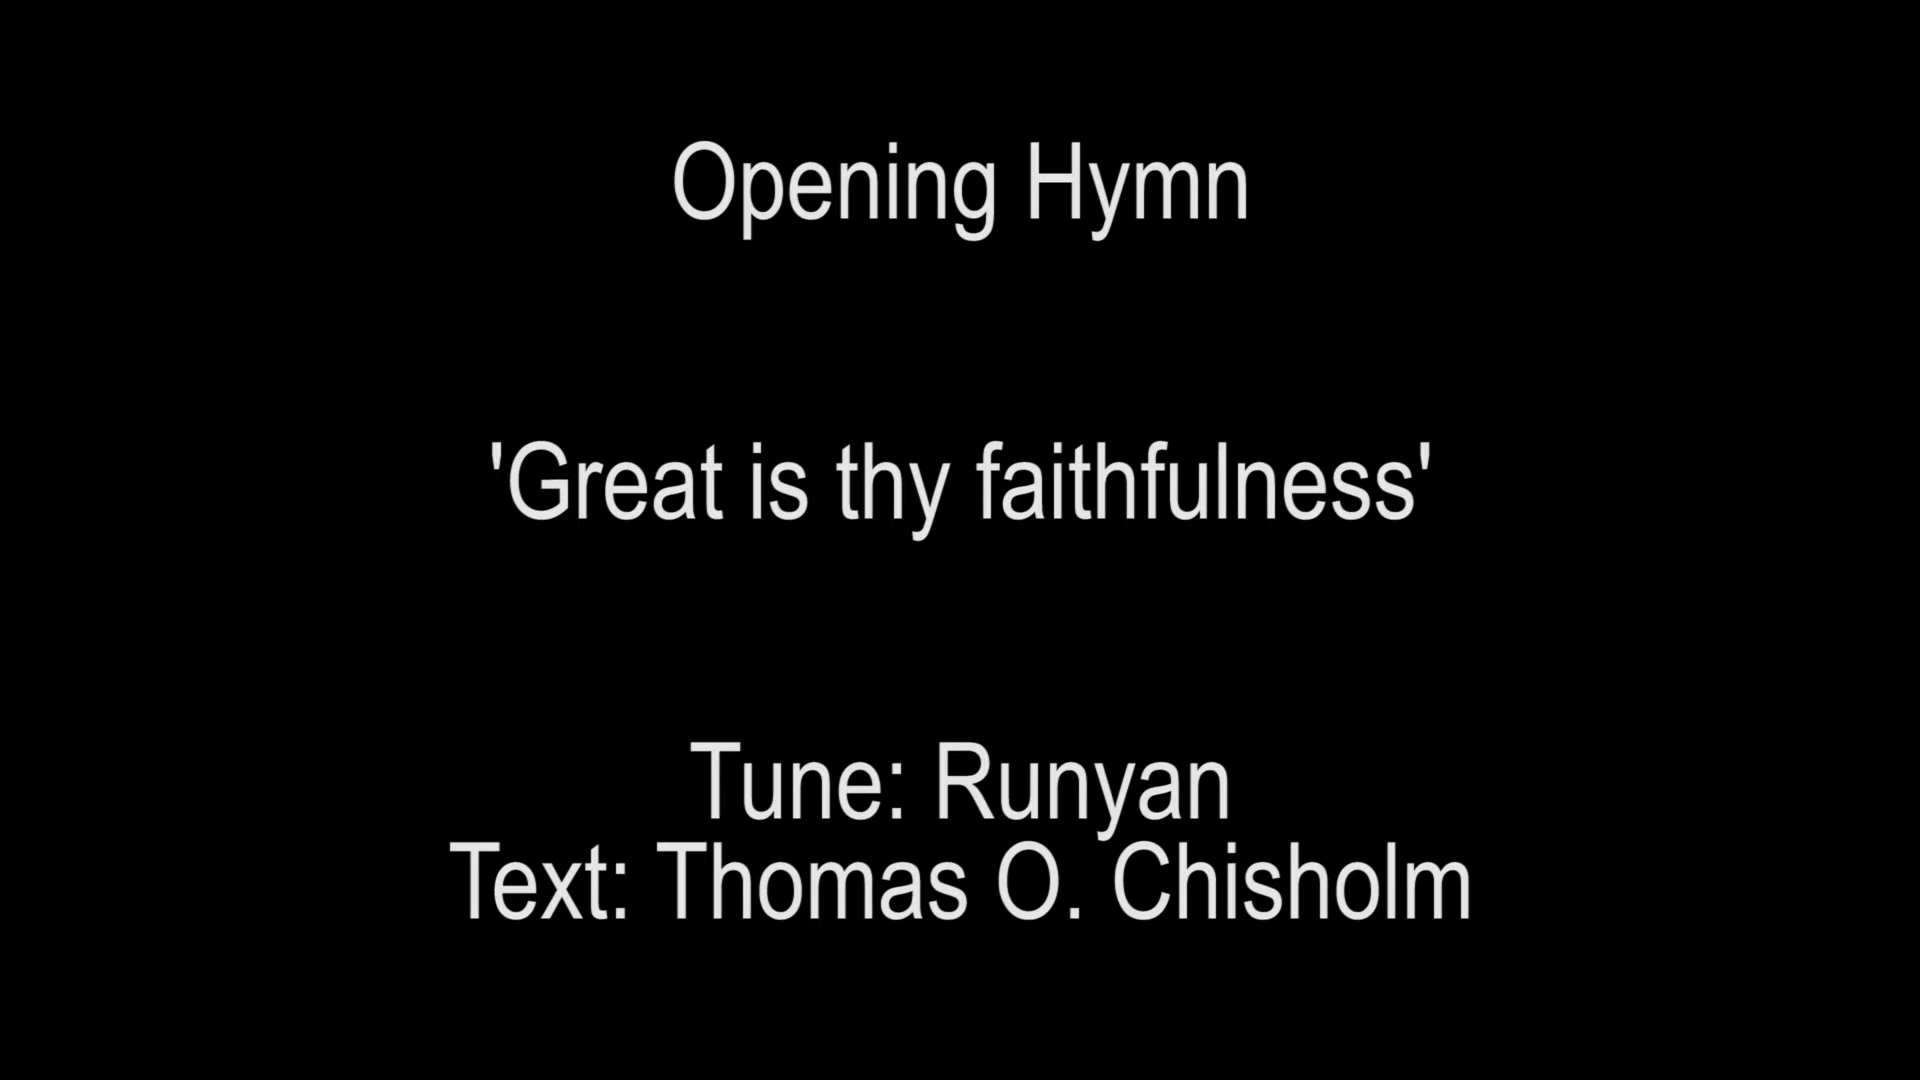 Opening Hymn
'Great is thy faithfulness'
Tune: Runyan
Text: Thomas O. Chisholm